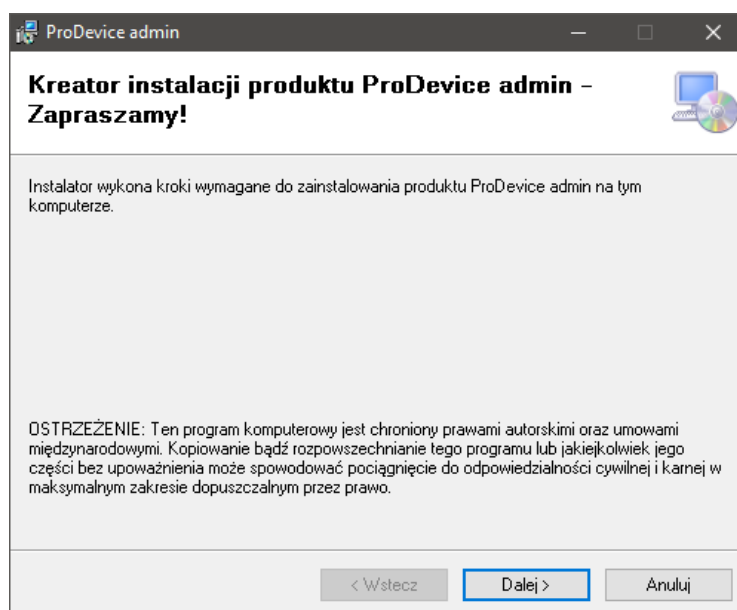 ProDevice admin
Kreator instalacji produktu ProDevice admin –
Zapraszamy!
Instalator wykona kroki wymagane do zainstalowania produktu ProDevice admin na tym
komputerze.
OSTRZEŻENIE: Ten program komputerowy jest chroniony prawami autorskimi oraz umowami
międzynarodowymi. Kopiowanie bądź rozpowszechnianie tego programu lub jakiejkolwiek jego
części bez upoważnienia może spowodować pociągnięcie do odpowiedzialności cywilnej i karnej w
maksymalnym zakresie dopuszczalnym przez prawo.
< Wstecz
Dalej >
Anuluj